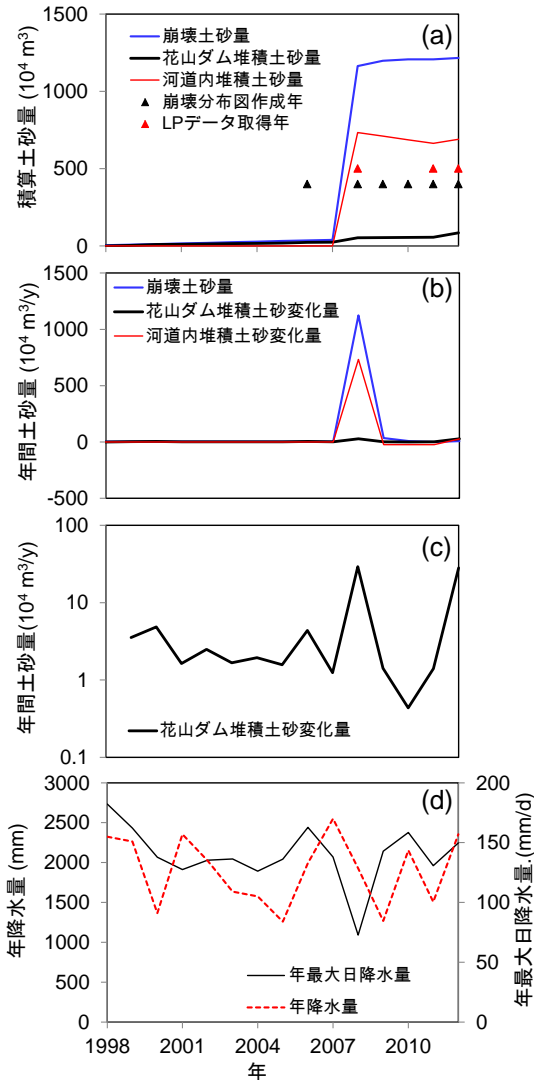 (a)
1500
1000
500
0
積算土砂量 (10⁴ m³)
崩壊土砂量
花山ダム堆積土砂量
河道内堆積土砂量
崩壊分布図作成年
LPデータ取得年
(b)
1500
1000
500
0
-500
年間土砂量 (10⁴ m³/y)
崩壊土砂量
花山ダム堆積土砂変化量
河道内堆積土砂変化量
(c)
100
10
1
0.1
年間土砂量(10⁴ m³/y)
花山ダム堆積土砂変化量
(d)
3000
2500
2000
1500
1000
500
0
年降水量 (mm)
200
150
100
50
0
年最大日降水量.(mm/d)
年最大日降水量
年降水量
1998
2001
2004
2007
2010
年